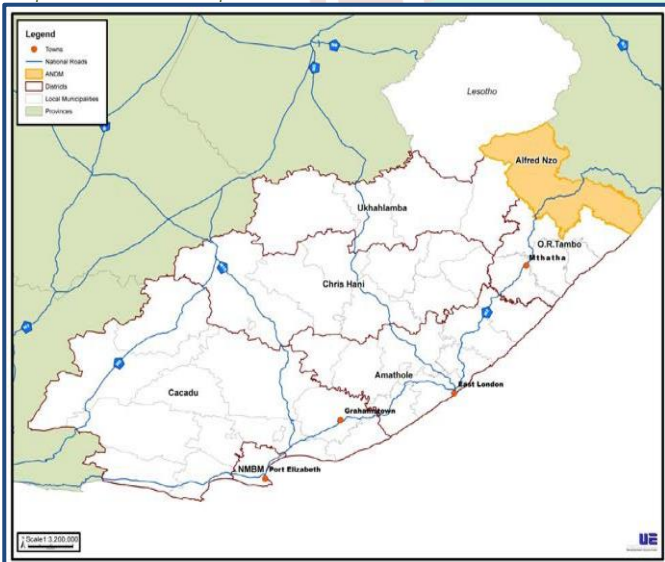 Legend
Towns
National Roads
ANDM
Districts
Local Municipalities
Provinces
Lesotho
Alfred Nzo
Ukhahlamba
O.R.Tambo
Mthatha
Chris Hani
Amathole
East London
Cacadu
Grahamstown
NMBM Port Elizabeth
Scale1:3,200,000
UE